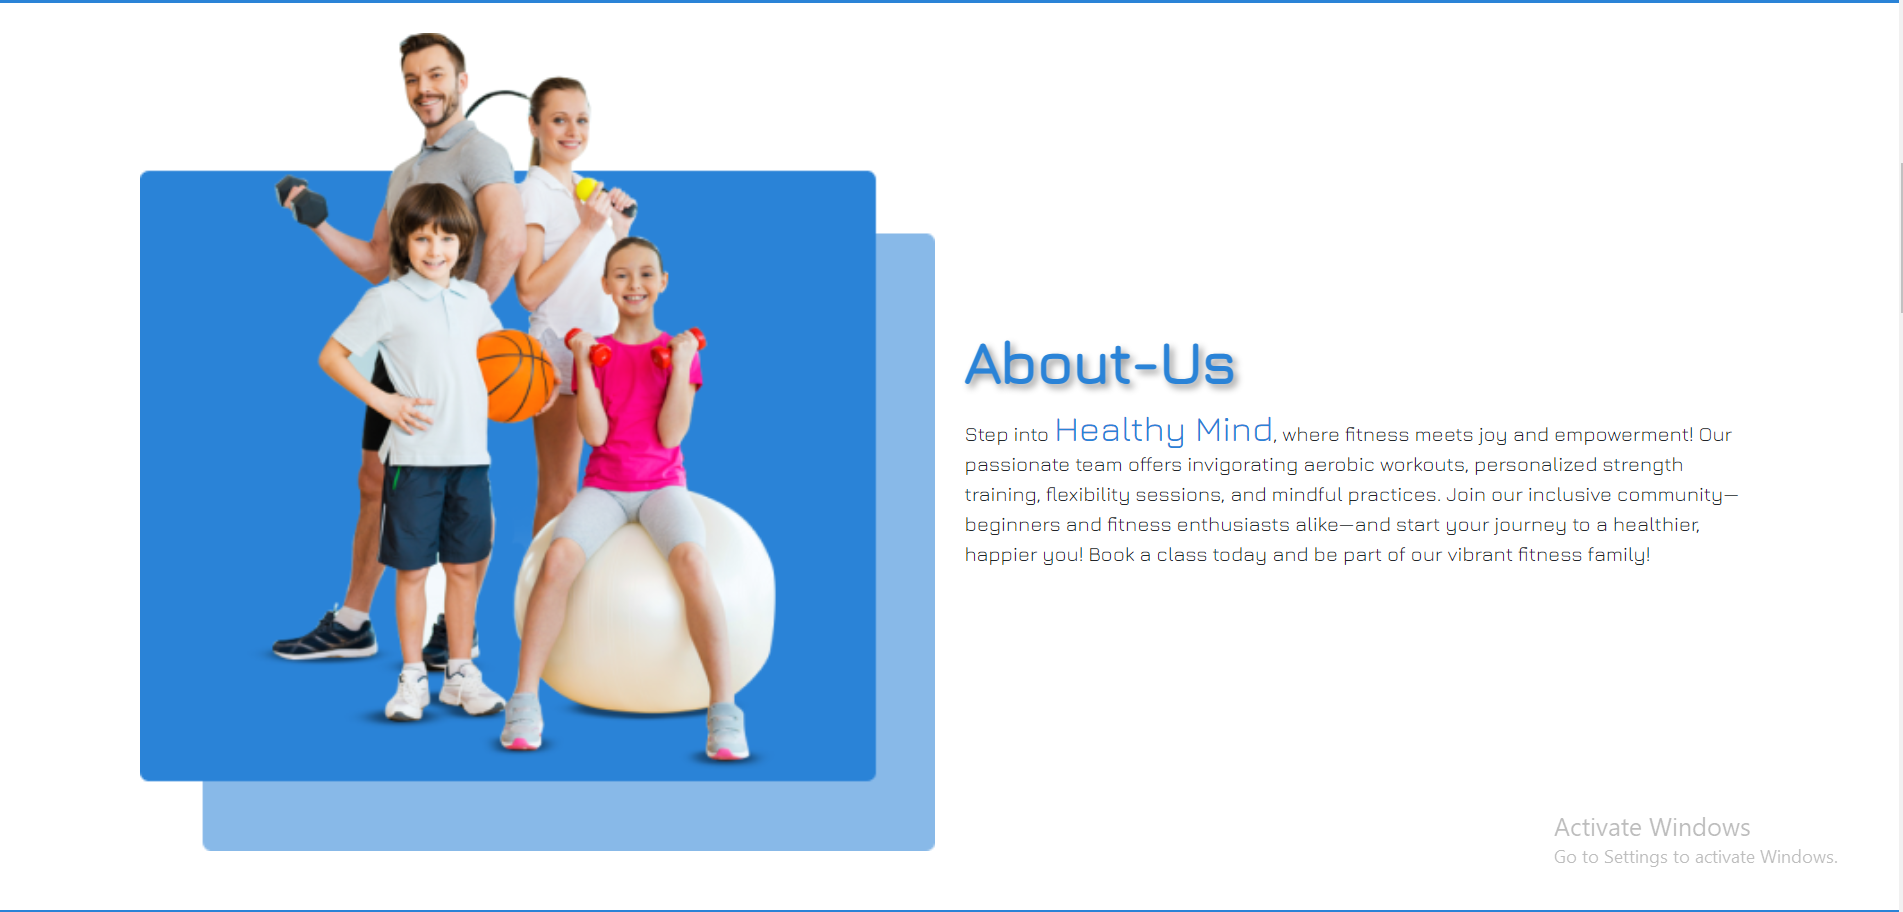 About-Us
Step into Healthy Mind, where fitness meets joy and empowerment! Our
passionate team offers invigorating aerobic workouts, personalized strength
training, flexibility sessions, and mindful practices. Join our inclusive community—
beginners and fitness enthusiasts alike—and start your journey to a healthier,
happier you! Book a class today and be part of our vibrant fitness family!
Activate Windows
Go to Settings to activate Windows.